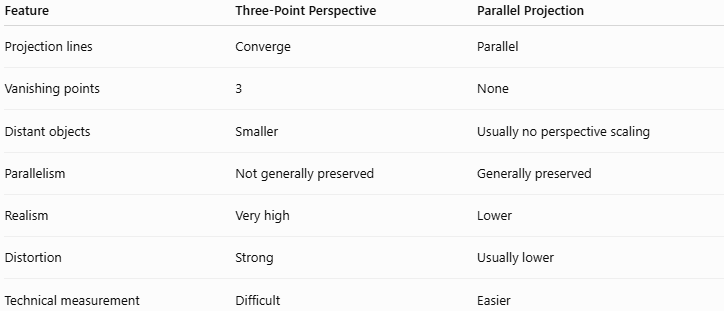 Feature Three-Point Perspective Parallel Projection
Projection lines Converge Parallel
Vanishing points 3 None
Distant objects Smaller Usually no perspective scaling
Parallelism Not generally preserved Generally preserved
Realism Very high Lower
Distortion Strong Usually lower
Technical measurement Difficult Easier